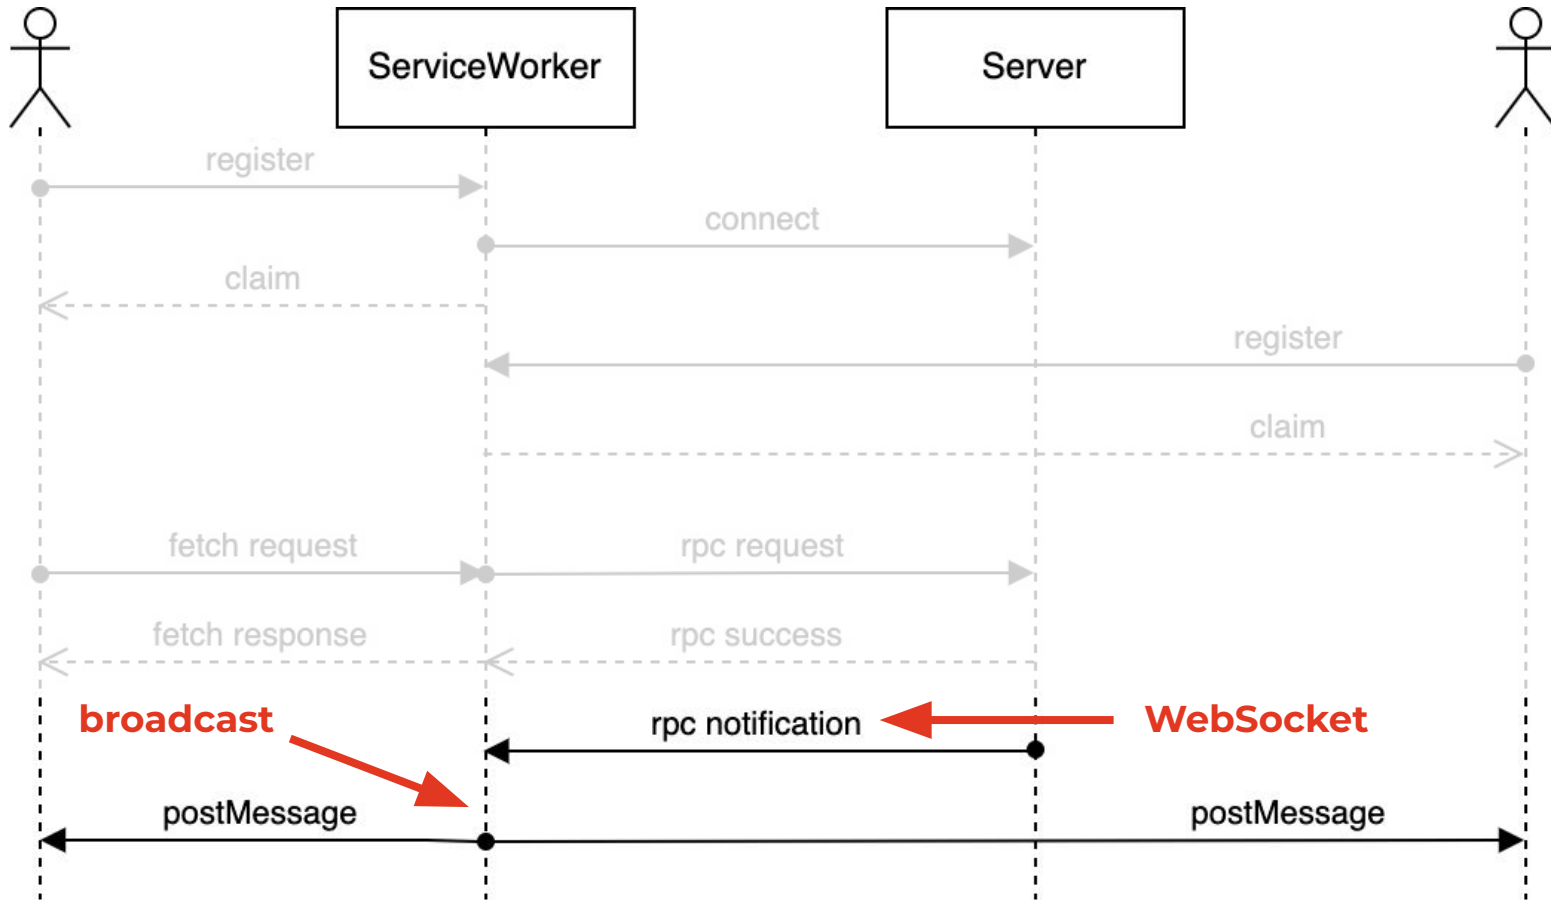 ServiceWorker
Server
register
connect
claim
register
claim
fetch request
rpc request
fetch response
rpc success
broadcast
rpc notification
WebSocket
postMessage
postMessage